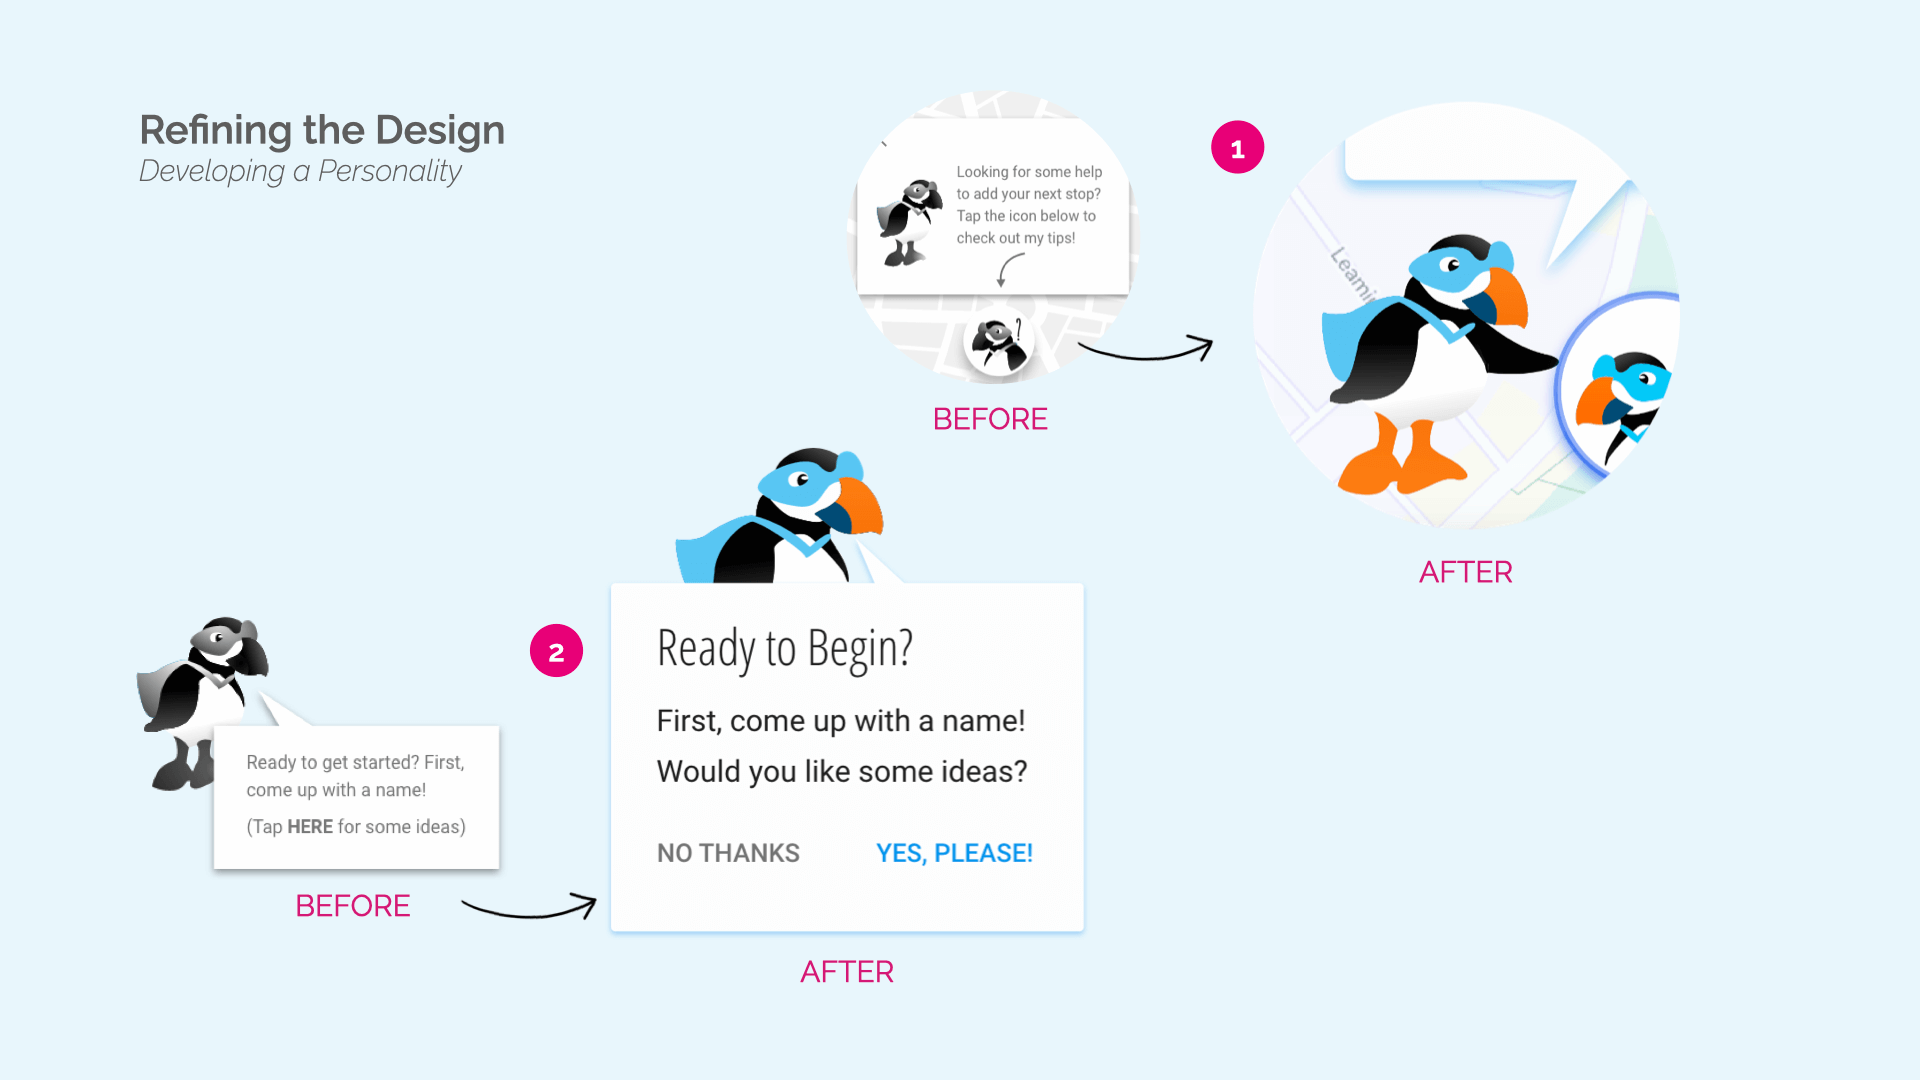 Refining the Design
Developing a Personality
Looking for some help
to add your next stop?
Tap the icon below to
check out my tips!
?
BEFORE
1
AFTER
Ready to get started? First,
come up with a name!
(Tap HERE for some ideas)
BEFORE
2
Ready to Begin?
First, come up with a name!
Would you like some ideas?
NO THANKS
YES, PLEASE!
AFTER